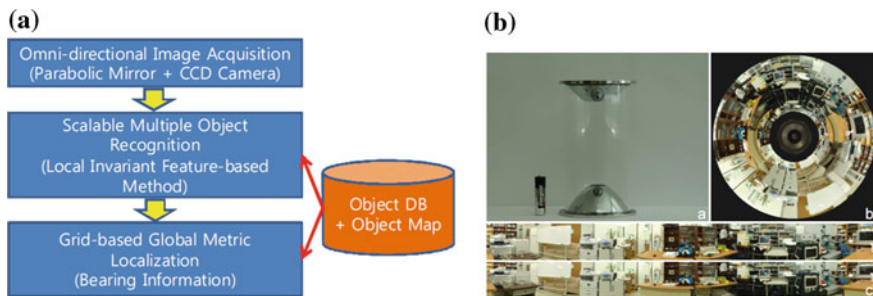 (a)
Omni-directional Image Acquisition
(Parabolic Mirror + CCD Camera)
Scalable Multiple Object
Recognition
(Local Invariant Feature-based
Method)
Grid-based Global Metric
Localization
(Bearing Information)
Object DB
+ Object Map
(b)
a
b
c